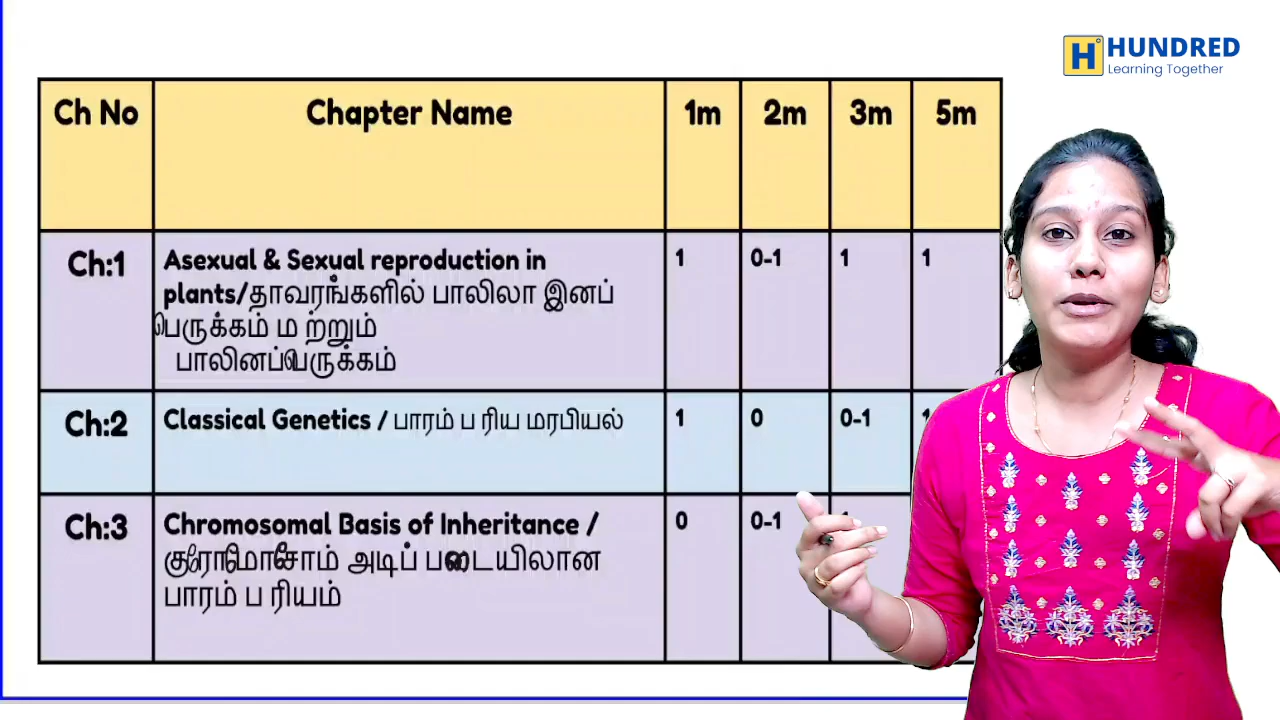 H° HUNDRED
Learning Together
Ch No Chapter Name 1m 2m 3m 5m
Ch:1 Asexual & Sexual reproduction in 1 0-1 1 1
plants/தாவரங்களில் பாலிலா இனப்
பெருக்கம் ம ற்றும்
பாலினப்பெருக்கம்
Ch:2 Classical Genetics / பாரம் ப ரிய மரபியல் 1 0 0-1
Ch:3 Chromosomal Basis of Inheritance / 0 0-1
குரோமோசோம் அடிப் படையிலான
பாரம் ப ரியம்